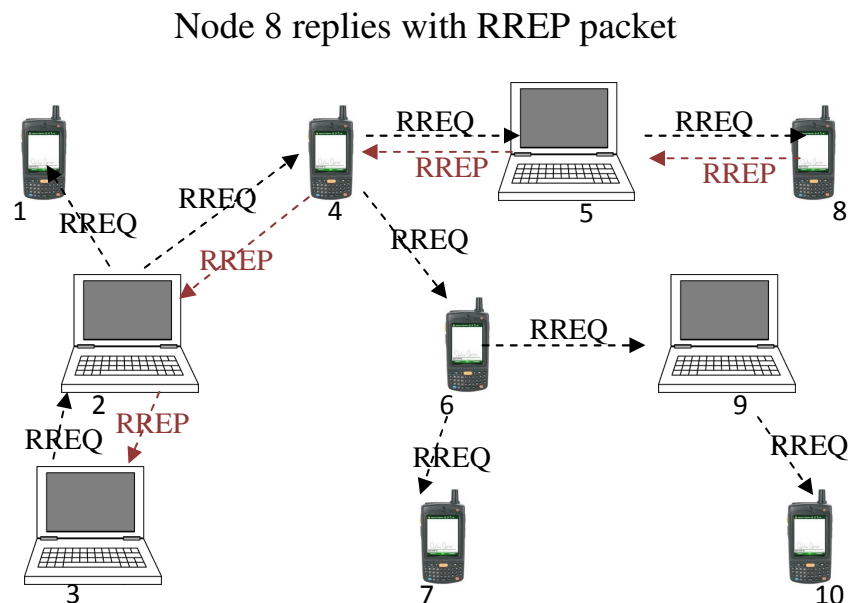 Node 8 replies with RREP packet
RREQ
RREQ
RREP
RREP
1
RREQ
4
5
8
RREQ
RREQ
RREP
RREQ
2
6
9
RREQ
RREP
RREQ
RREQ
3
7
10